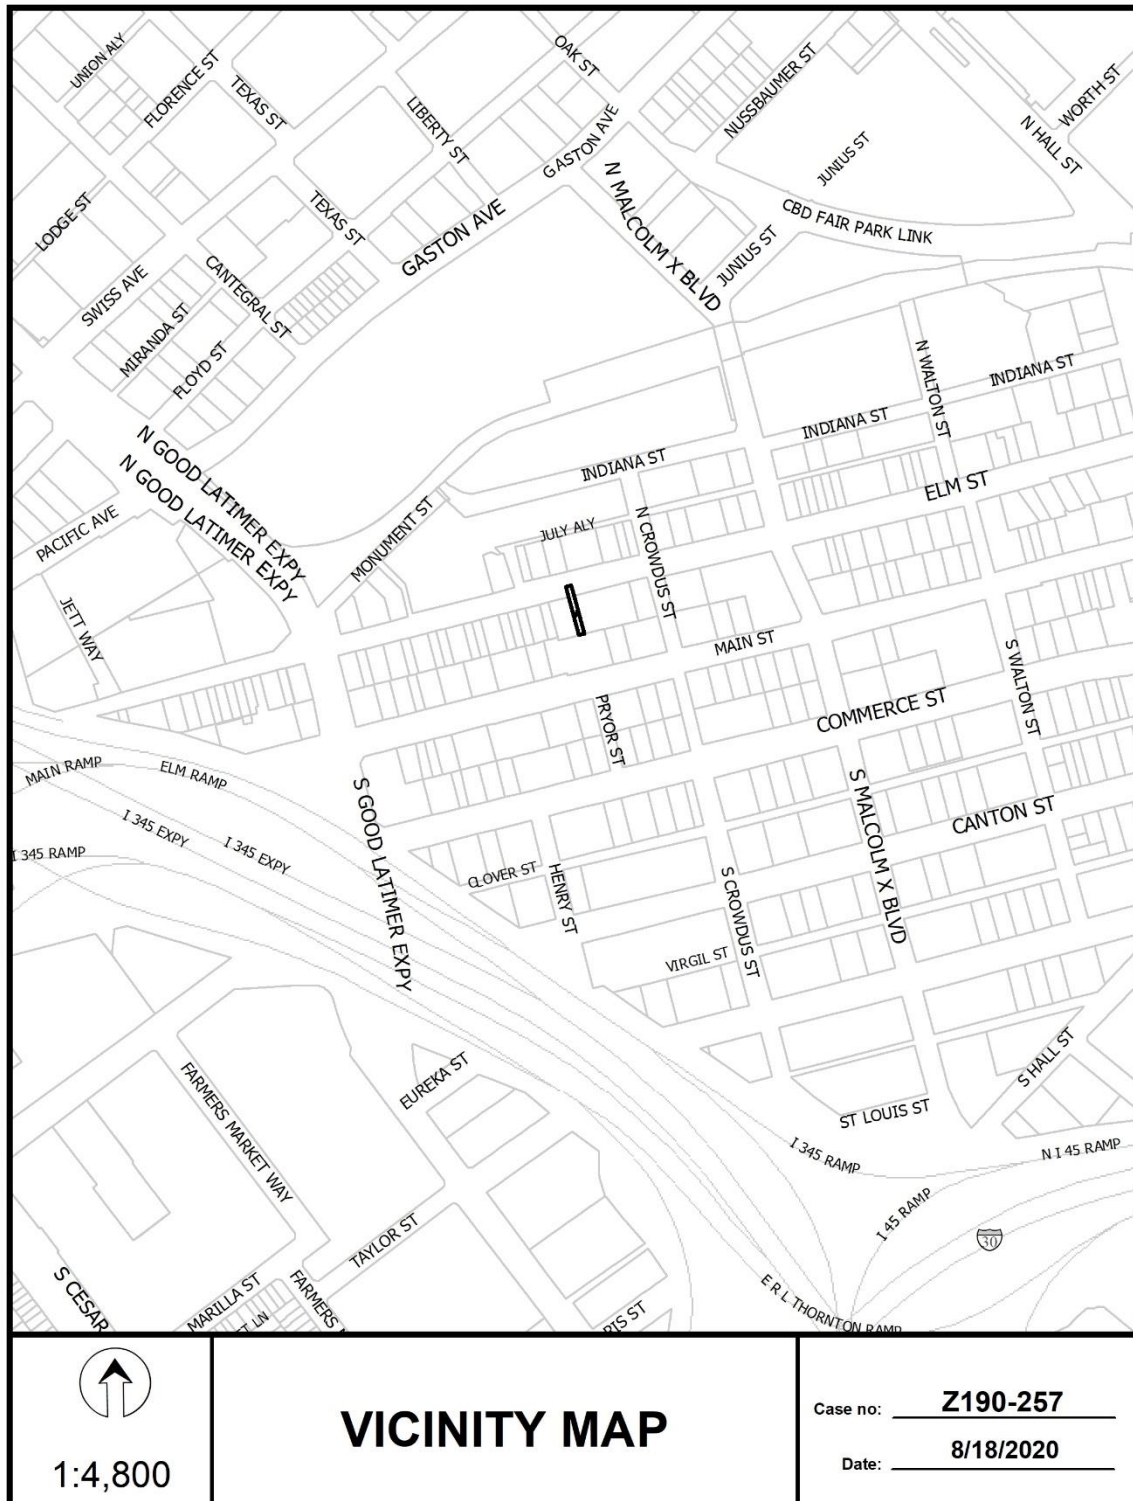 UNION ALY
FLORENCE ST
TEXAS ST
LIBERTY ST
OAK ST
GASTON AVE
NUSSBAUMER ST
WORTH ST
N HALL ST
JUNIUS ST
LODGE ST
TEXAS ST
GASTON AVE
N MALCOLM X BLVD
CBD FAIR PARK LINK
JUNIUS ST
SWISS AVE
CANTEGRAL ST
MIRANDA ST
FLOYD ST
N WALTON ST
INDIANA ST
INDIANA ST
N GOOD LATIMER EXPY
N GOOD LATIMER EXPY
INDIANA ST
ELM ST
PACIFIC AVE
MONUMENT ST
JULY ALY
N CROWDUS ST
JETT WAY
MAIN ST
S WALTON ST
PRYOR ST
COMMERCE ST
MAIN RAMP
ELM RAMP
I 345 EXPY
I 345 EXPY
I 345 RAMP
S GOOD LATIMER EXPY
S MALCOLM X BLVD
CANTON ST
CLOVER ST
HENRY ST
S CROWDUS ST
VIRGIL ST
EUREKA ST
FARMERS MARKET WAY
S HALL ST
ST LOUIS ST
I 345 RAMP
N I 45 RAMP
I 45 RAMP
30
TAYLOR ST
S CESAR
MARILLA ST
FARMERS
E R L THORNTON RAMP
1:4,800
VICINITY MAP
Case no: Z190-257
Date: 8/18/2020